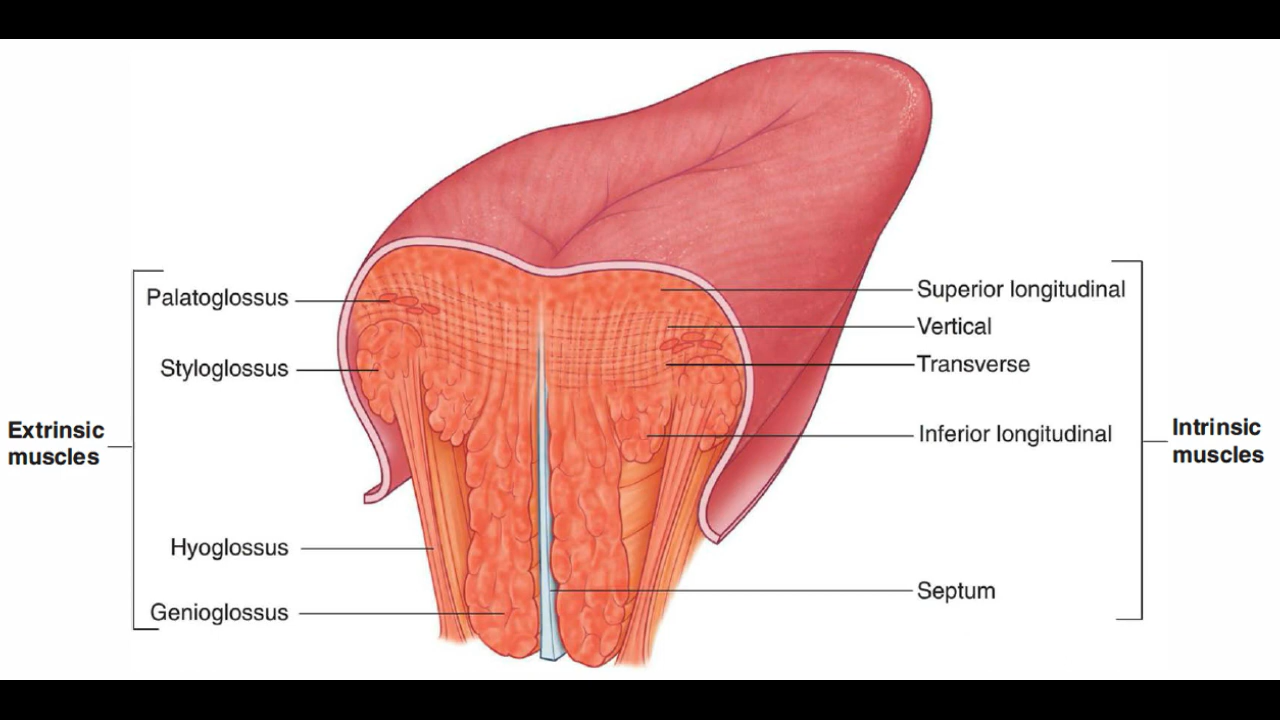 Extrinsic
muscles
Palatoglossus
Styloglossus
Hyoglossus
Genioglossus
Superior longitudinal
Vertical
Transverse
Inferior longitudinal
Septum
Intrinsic
muscles